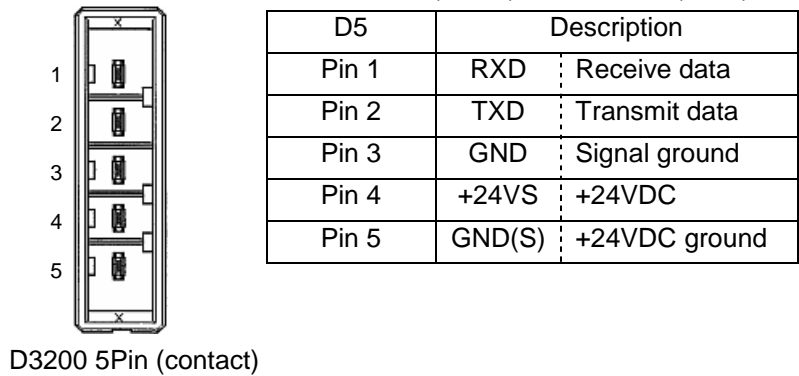 D5 Description
Pin 1 RXD Receive data
Pin 2 TXD Transmit data
Pin 3 GND Signal ground
Pin 4 +24VS +24VDC
Pin 5 GND(S) +24VDC ground
X
1
2
3
4
5
X
D3200 5Pin (contact)